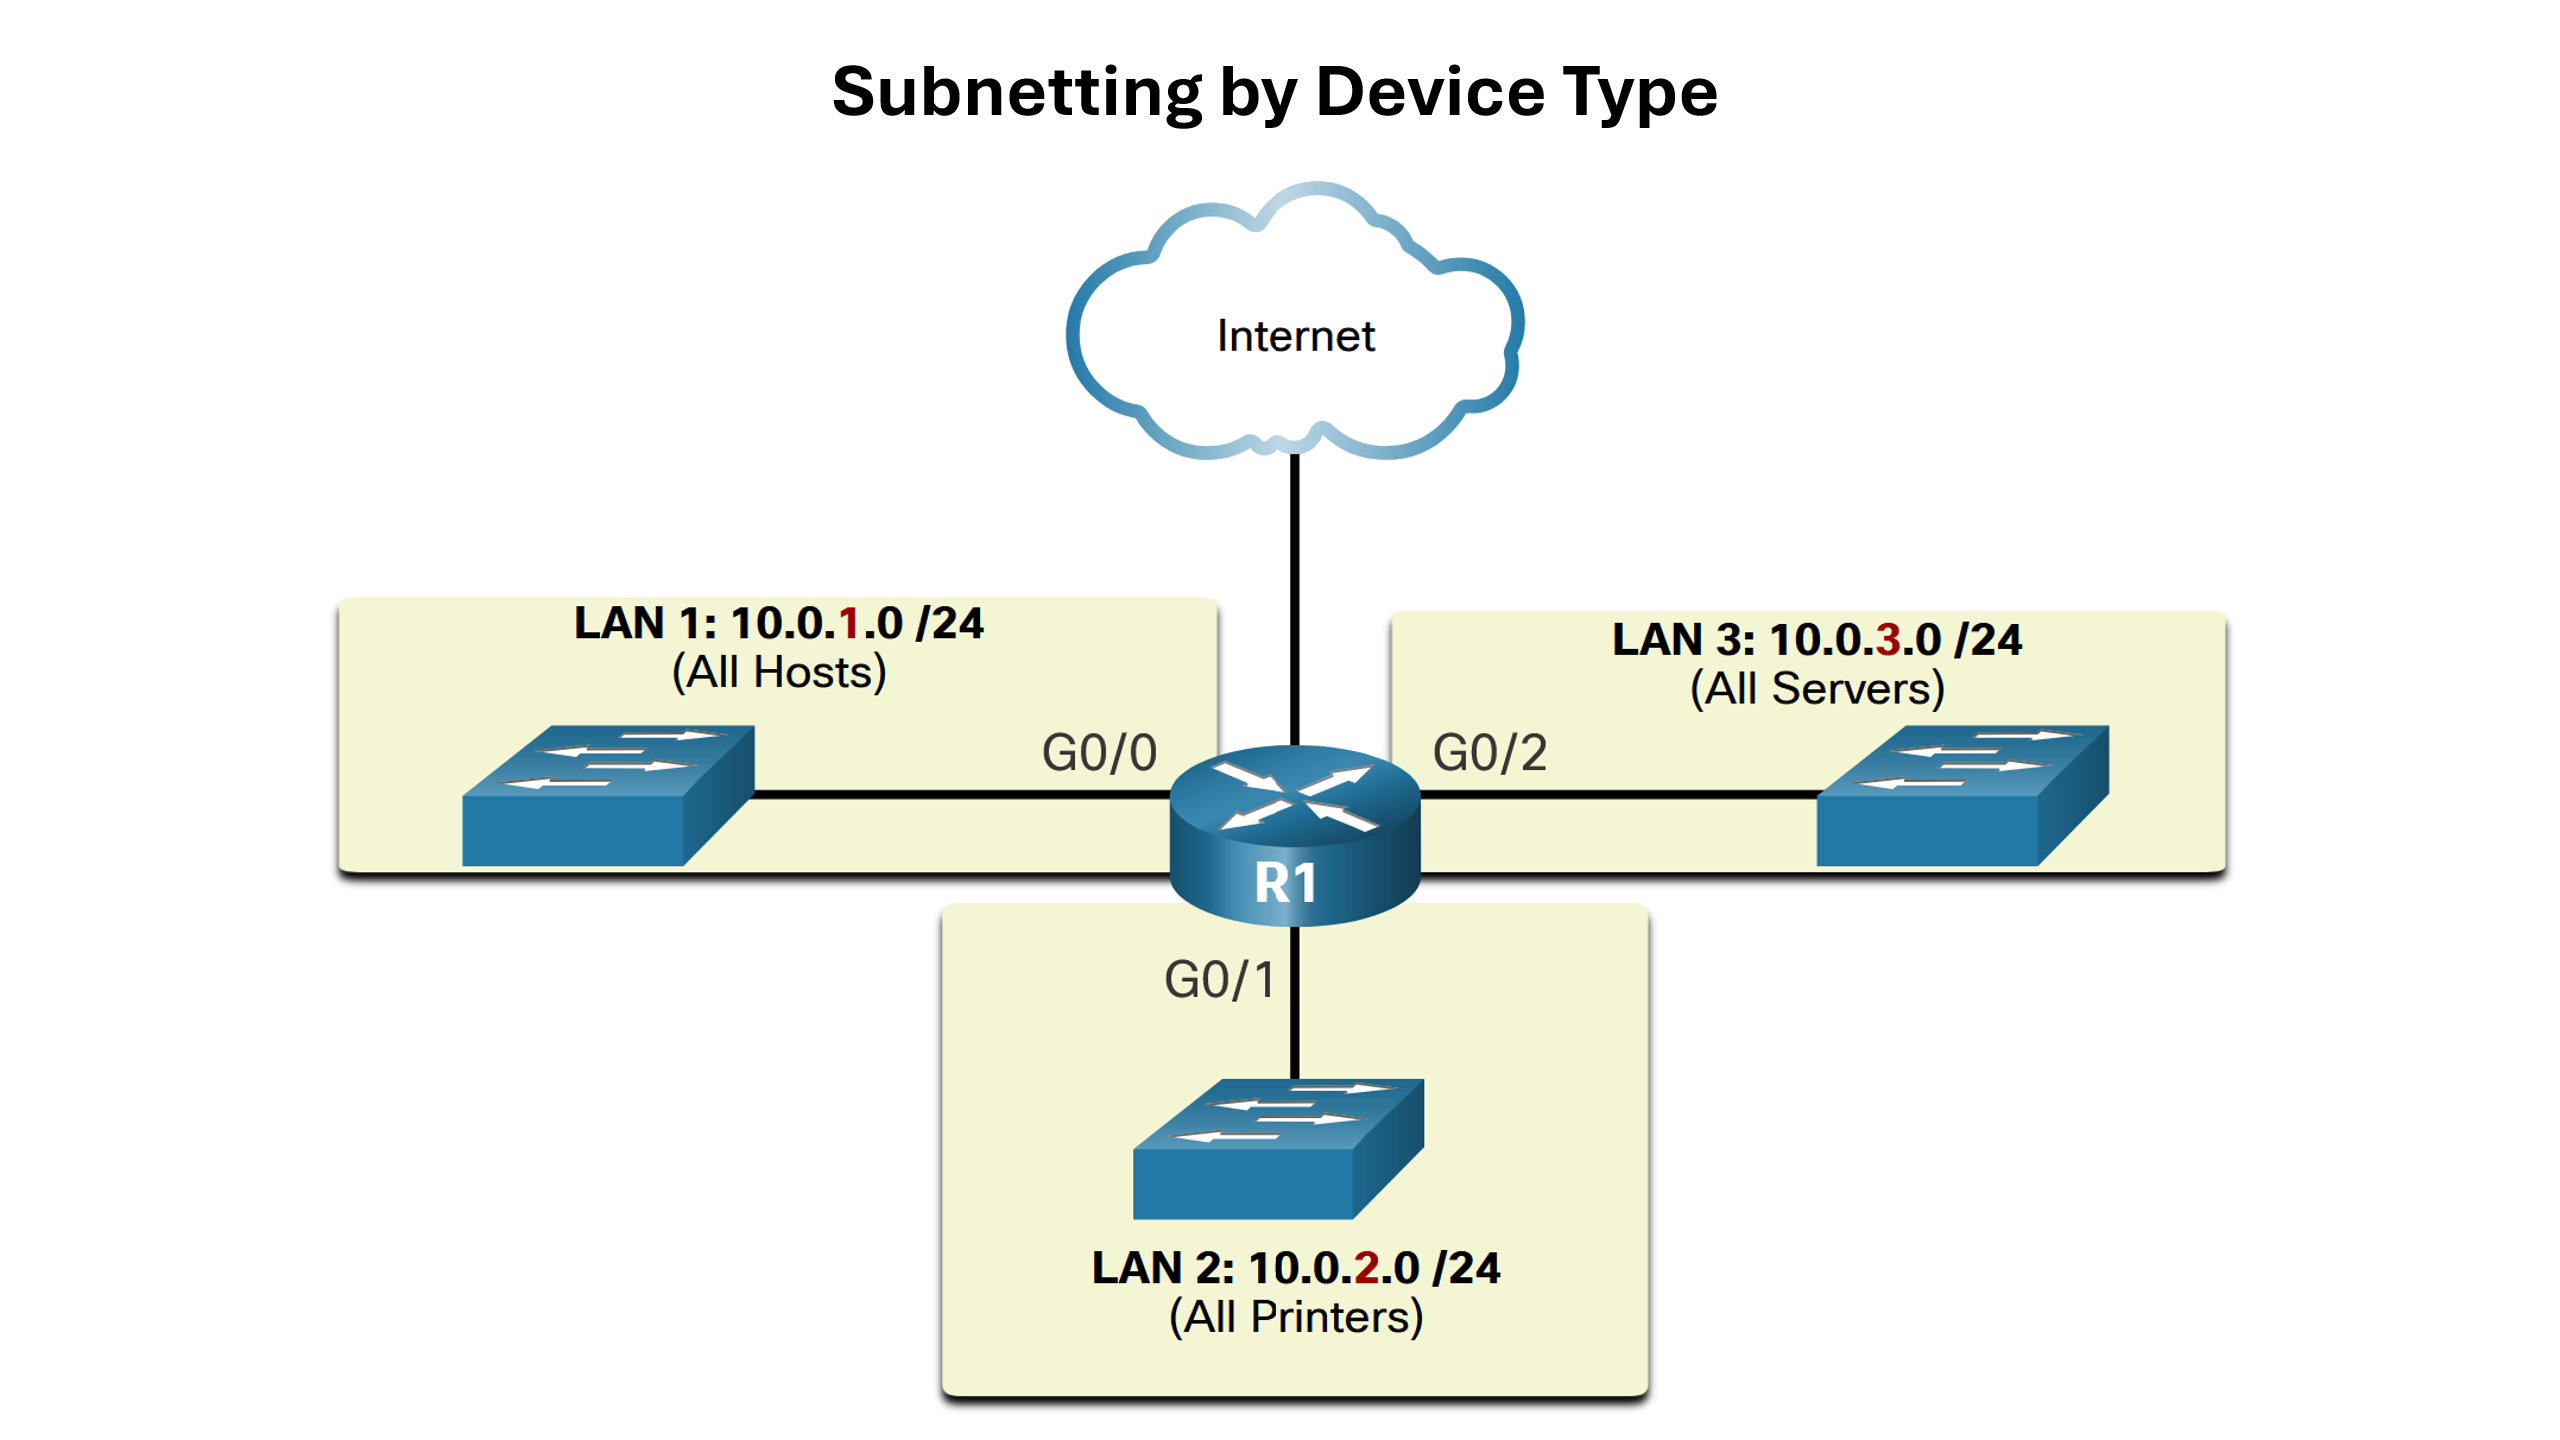 Subnetting by Device Type
Internet
LAN 1: 10.0.1.0 /24
(All Hosts)
LAN 3: 10.0.3.0 /24
(All Servers)
G0/0
G0/2
R1
G0/1
LAN 2: 10.0.2.0 /24
(All Printers)